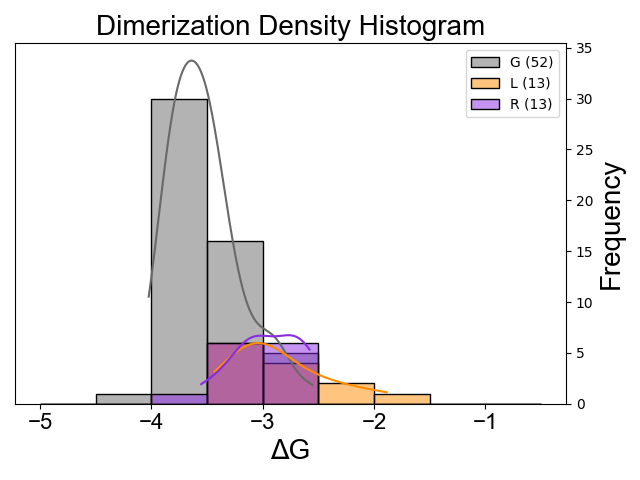 Dimerization Density Histogram
G (52)
L (13)
R (13)
35
30
25
20
15
10
5
0
Frequency
−5 −4 −3 −2 −1
ΔG